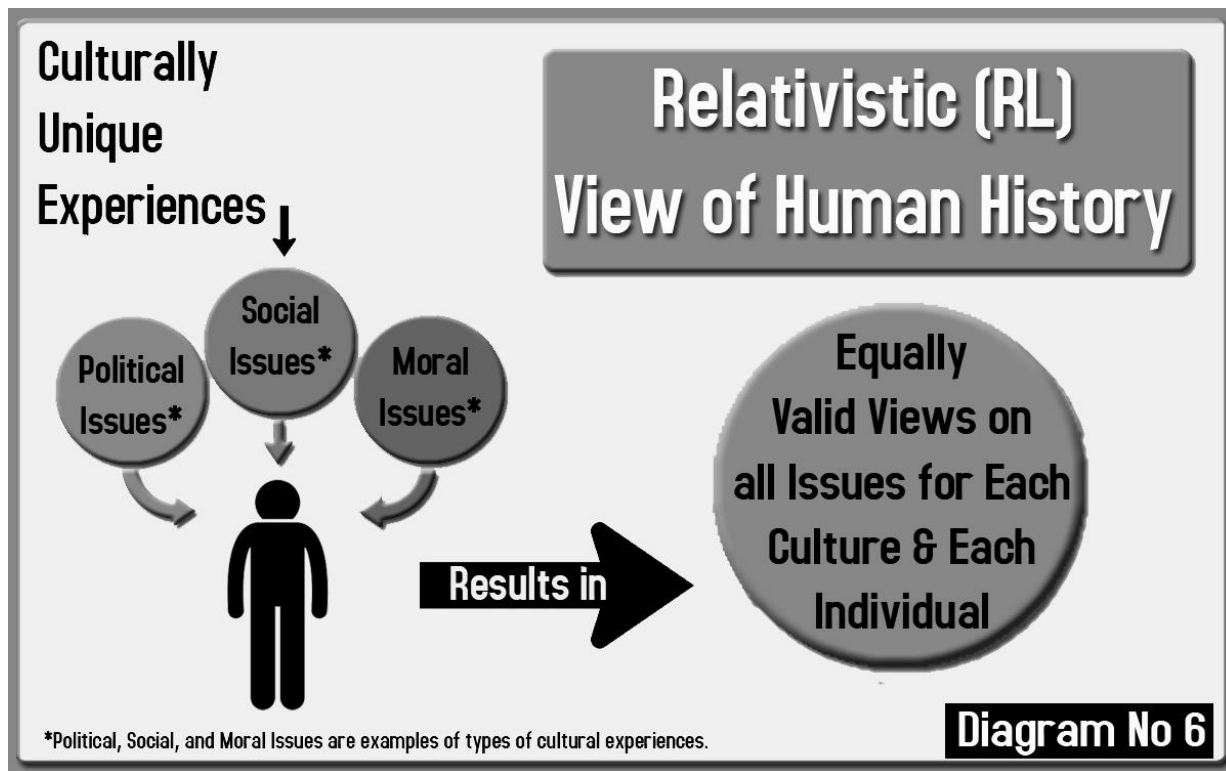 Culturally
Unique
Experiences
Relativistic (RL)
View of Human History
Social
Issues*
Political
Issues*
Moral
Issues*
Equally
Valid Views on
all Issues for Each
Culture & Each
Individual
Results in
*Political, Social, and Moral Issues are examples of types of cultural experiences.
Diagram No 6